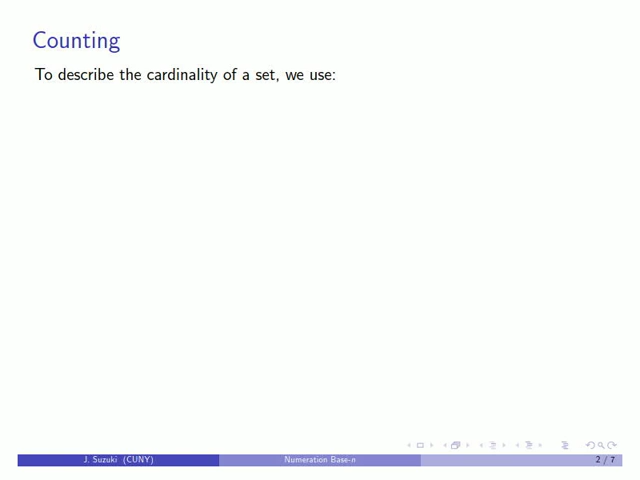 Counting
To describe the cardinality of a set, we use:
J. Suzuki (CUNY)
Numeration Base-n
2 / 7